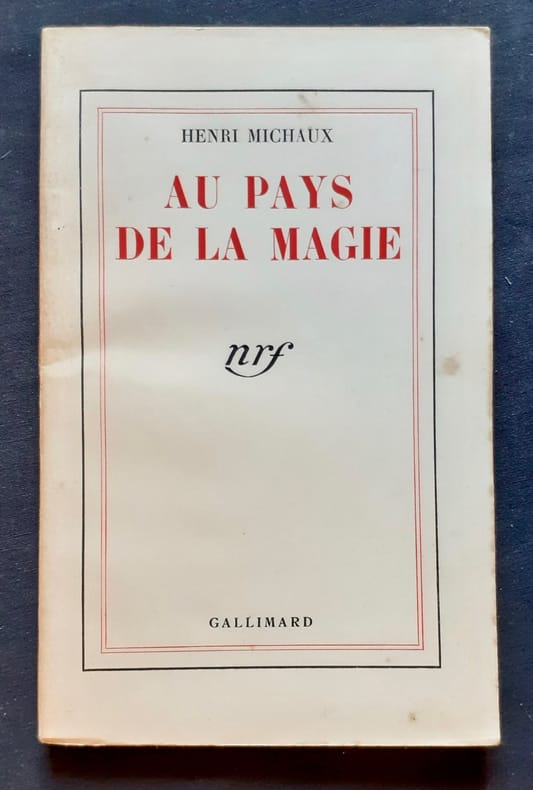 HENRI MICHAUX
AU PAYS
DE LA MAGIE
nrf
GALLIMARD